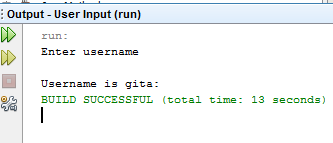 Output - User Input (run)
run:
Enter username
Username is gita:
BUILD SUCCESSFUL (total time: 13 seconds)